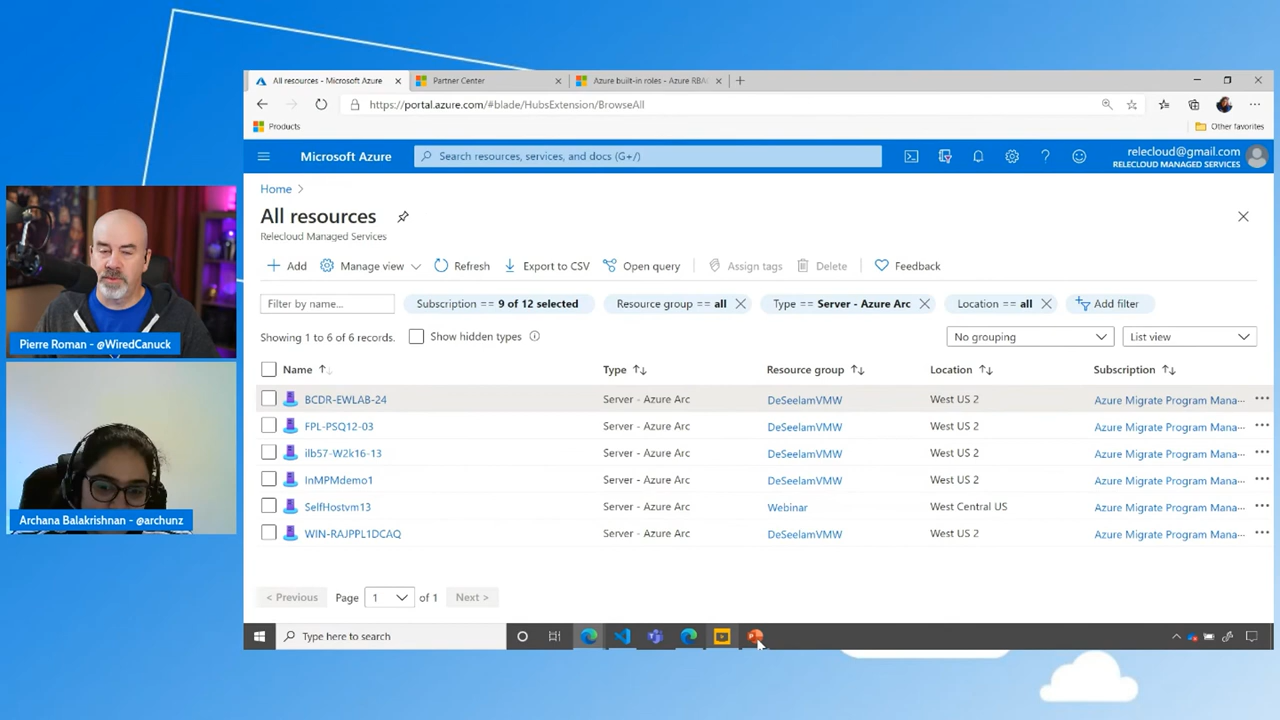 All resources - Microsoft Azure
Partner Center
Azure built-in roles - Azure RBA
https://portal.azure.com/#blade/HubsExtension/BrowseAll
Products
Other favorites
Microsoft Azure
Search resources, services, and docs (G+/)
relecloud@gmail.com
RELECLOUD MANAGED SERVICES
Home
All resources
Relecloud Managed Services
Add
Manage view
Refresh
Export to CSV
Open query
Assign tags
Delete
Feedback
Filter by name...
Subscription == 9 of 12 selected
Resource group == all
Type == Server - Azure Arc
Location == all
Add filter
Showing 1 to 6 of 6 records.
Show hidden types
No grouping
List view
Name Type Resource group Location Subscription
BCDR-EWLAB-24 Server - Azure Arc DeSeelamVMW West US 2 Azure Migrate Program Mana···
FPL-PSQ12-03 Server - Azure Arc DeSeelamVMW West US 2 Azure Migrate Program Mana···
ilb57-W2k16-13 Server - Azure Arc DeSeelamVMW West US 2 Azure Migrate Program Mana···
InMPMdemo1 Server - Azure Arc DeSeelamVMW West US 2 Azure Migrate Program Mana···
SelfHostvm13 Server - Azure Arc Webinar West Central US Azure Migrate Program Mana···
WIN-RAJPPL1DCAQ Server - Azure Arc DeSeelamVMW West US 2 Azure Migrate Program Mana···
< Previous Page 1 of 1 Next >
Type here to search
Pierre Roman - @WiredCanuck
Archana Balakrishnan - @archunz